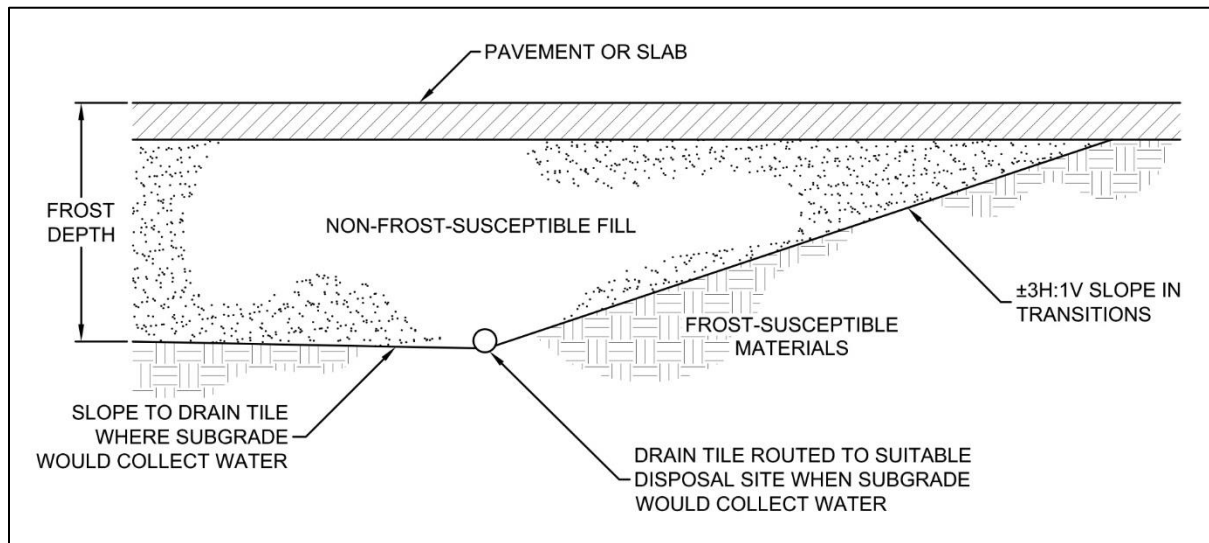 PAVEMENT OR SLAB
FROST
DEPTH
NON-FROST-SUSCEPTIBLE FILL
±3H:1V SLOPE IN
TRANSITIONS
FROST-SUSCEPTIBLE
MATERIALS
SLOPE TO DRAIN TILE
WHERE SUBGRADE
WOULD COLLECT WATER
DRAIN TILE ROUTED TO SUITABLE
DISPOSAL SITE WHEN SUBGRADE
WOULD COLLECT WATER